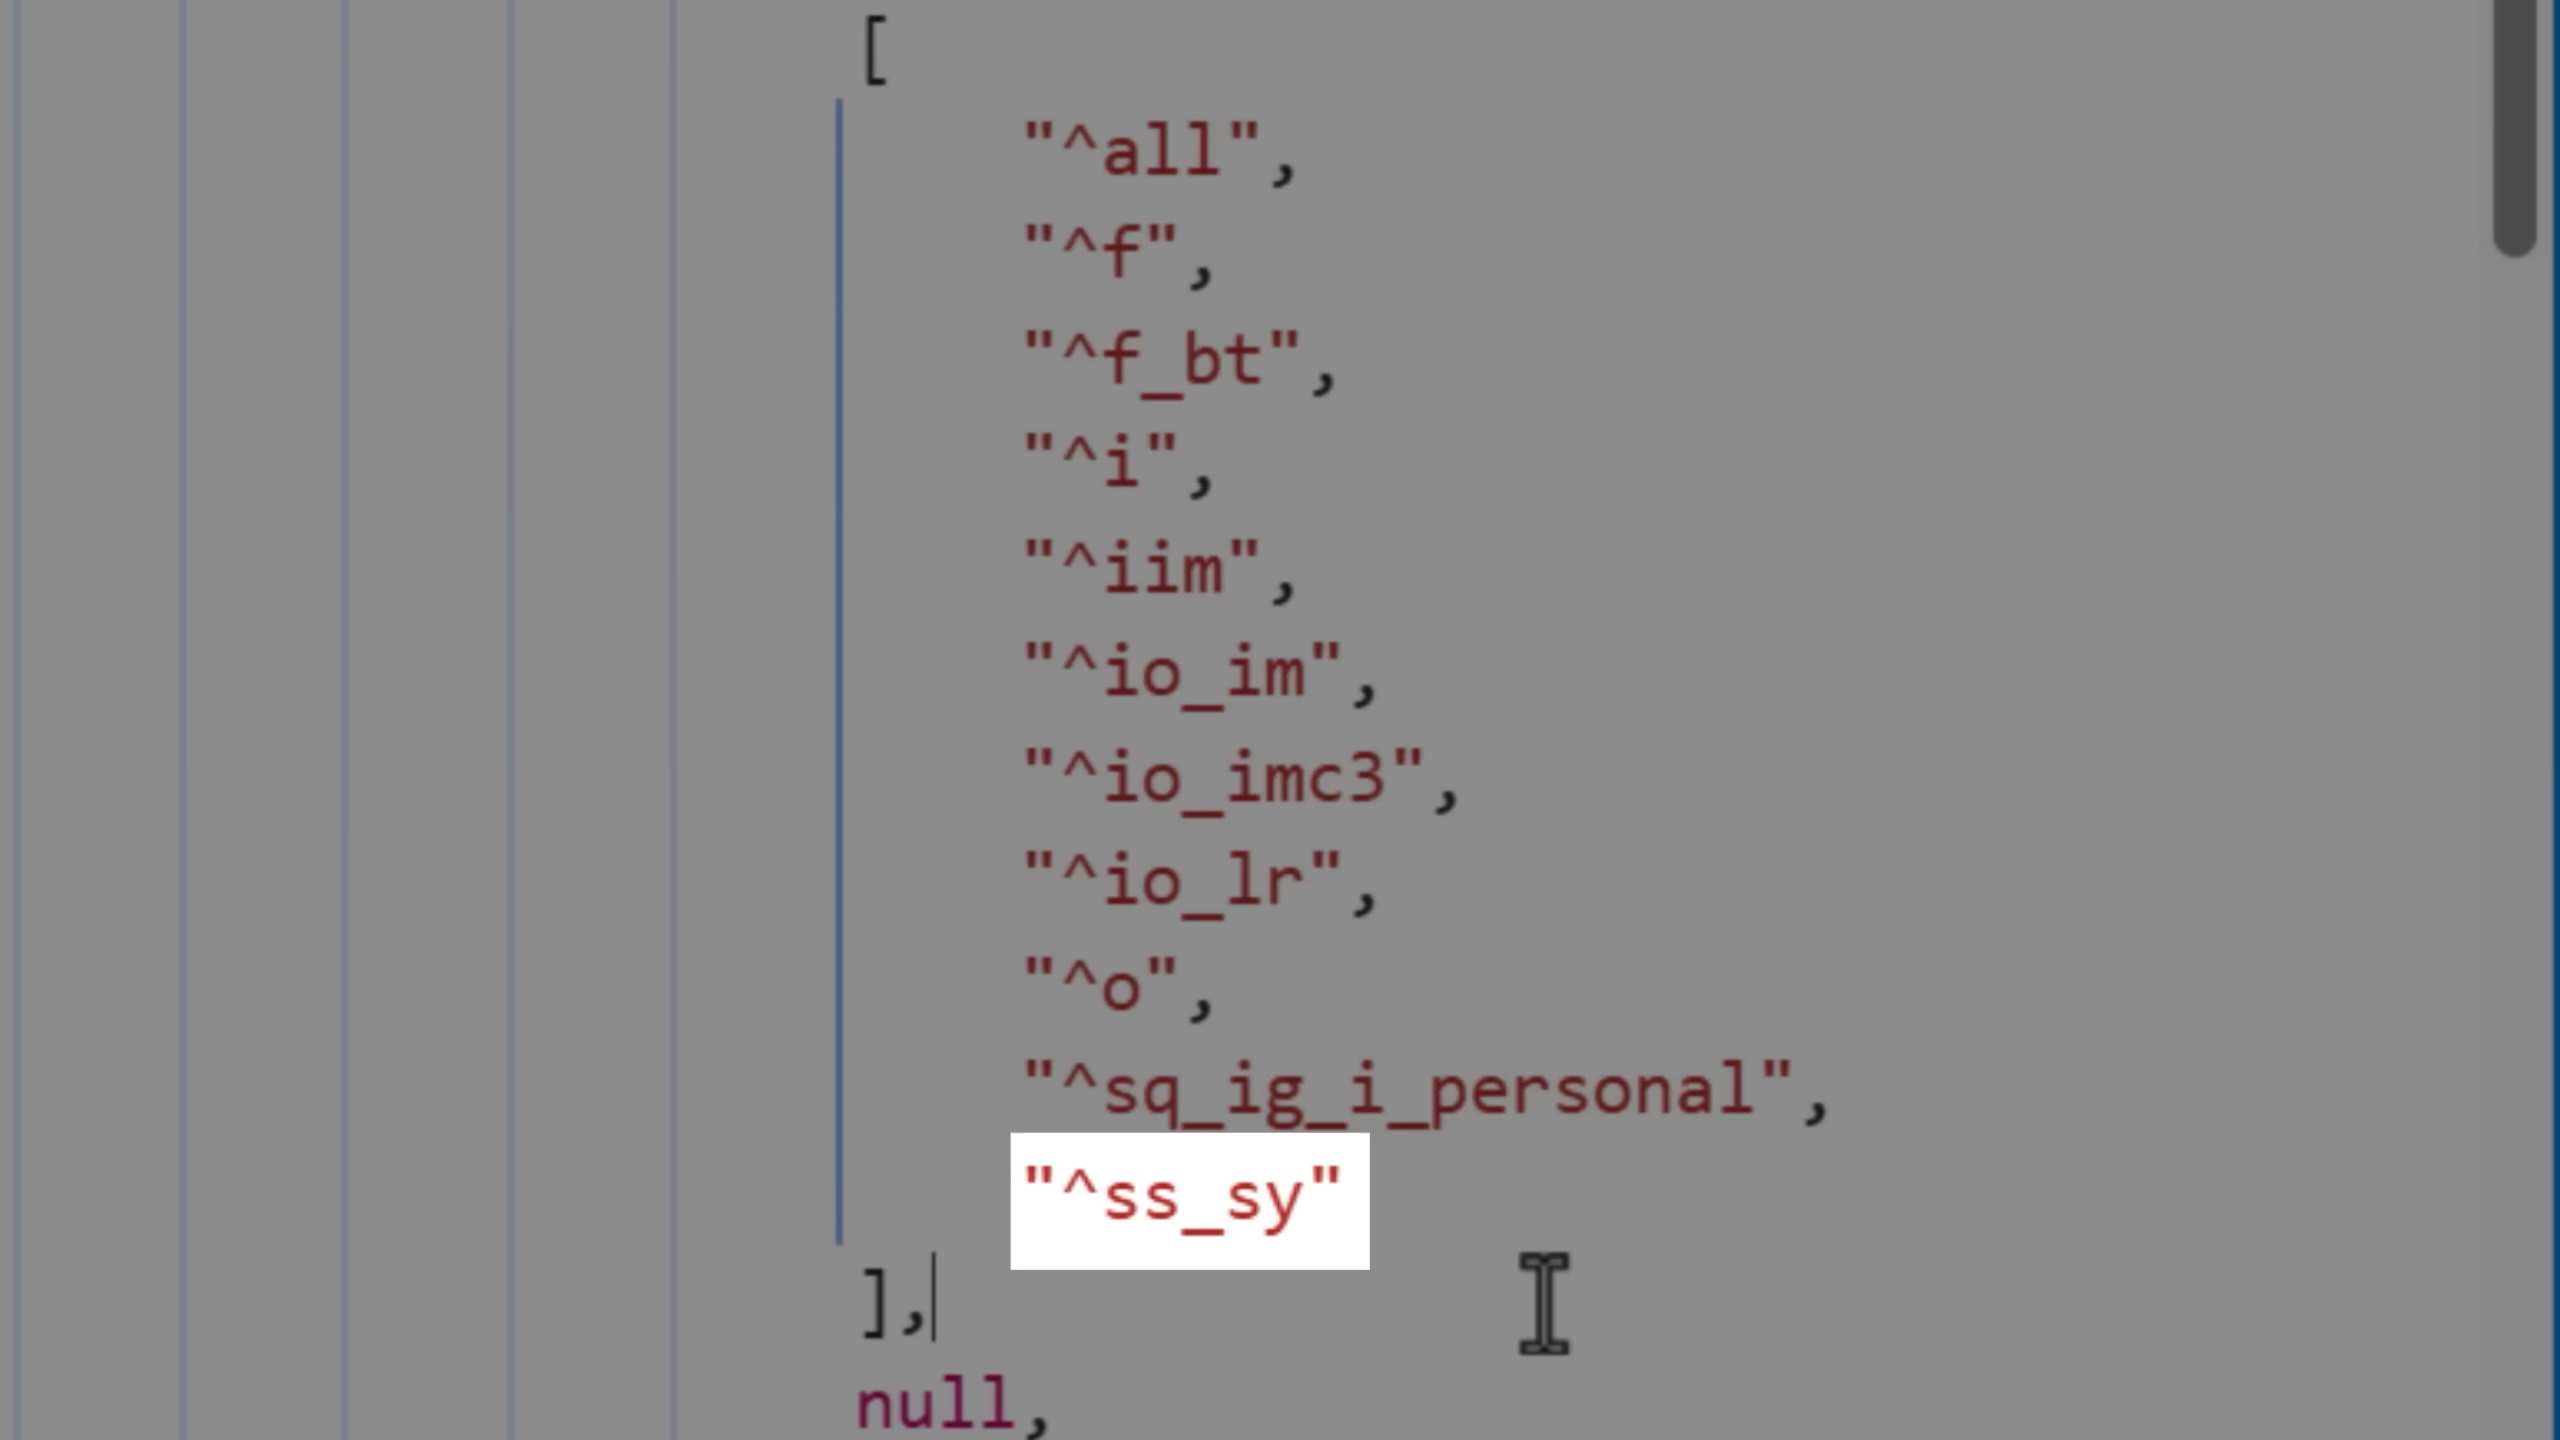 [
"^all",
"^f",
"^f_bt",
"^i",
"^iim",
"^io_im",
"^io_imc3",
"^io_lr",
"^o",
"^sq_ig_i_personal",
"^ss_sy"
],
null,